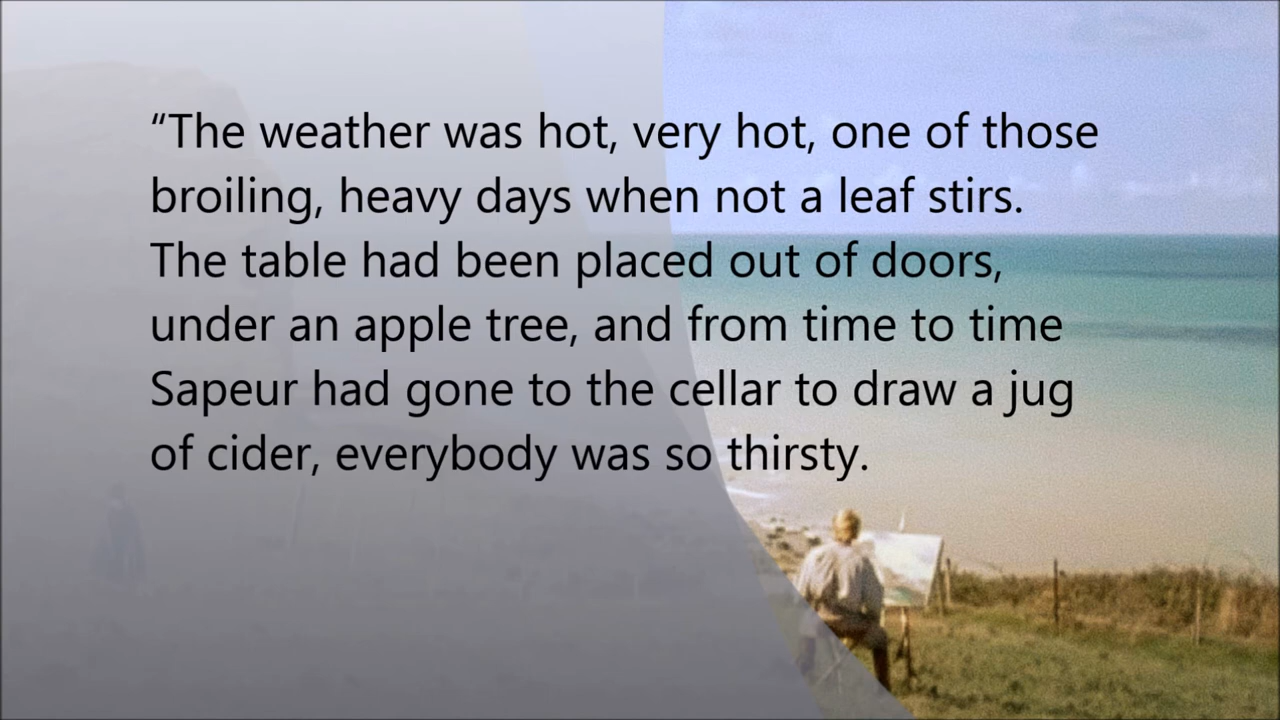 “The weather was hot, very hot, one of those
broiling, heavy days when not a leaf stirs.
The table had been placed out of doors,
under an apple tree, and from time to time
Sapeur had gone to the cellar to draw a jug
of cider, everybody was so thirsty.